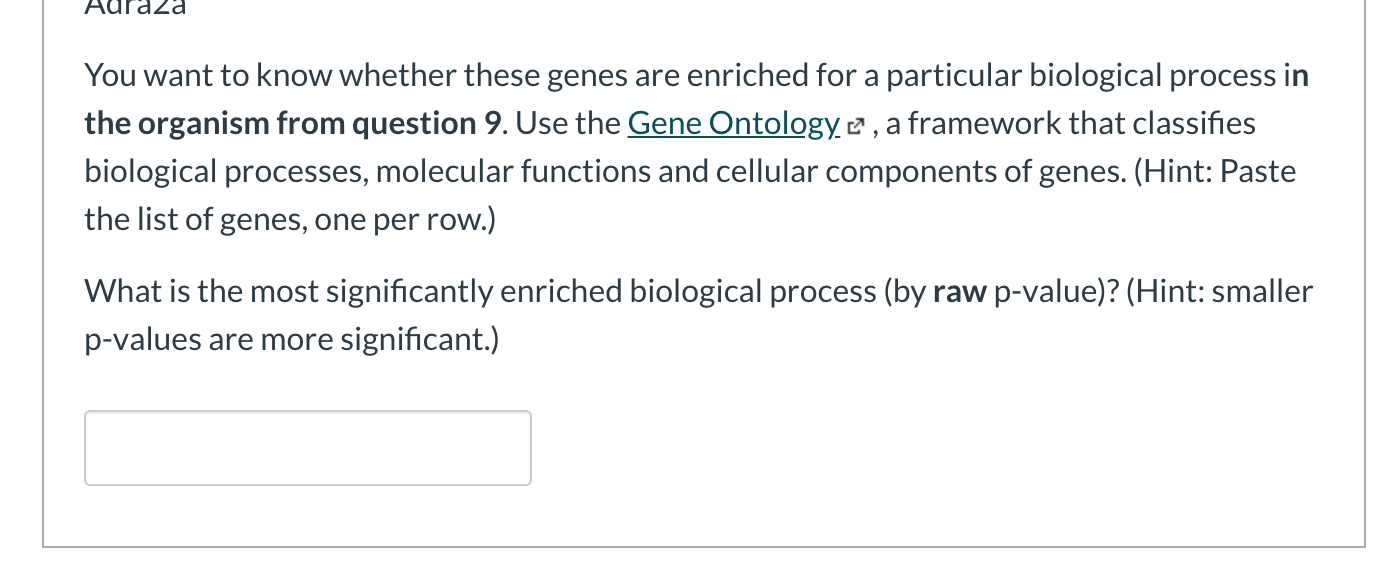 Adra2a
You want to know whether these genes are enriched for a particular biological process in
the organism from question 9. Use the Gene Ontology , a framework that classifies
biological processes, molecular functions and cellular components of genes. (Hint: Paste
the list of genes, one per row.)
What is the most significantly enriched biological process (by raw p-value)? (Hint: smaller
p-values are more significant.)